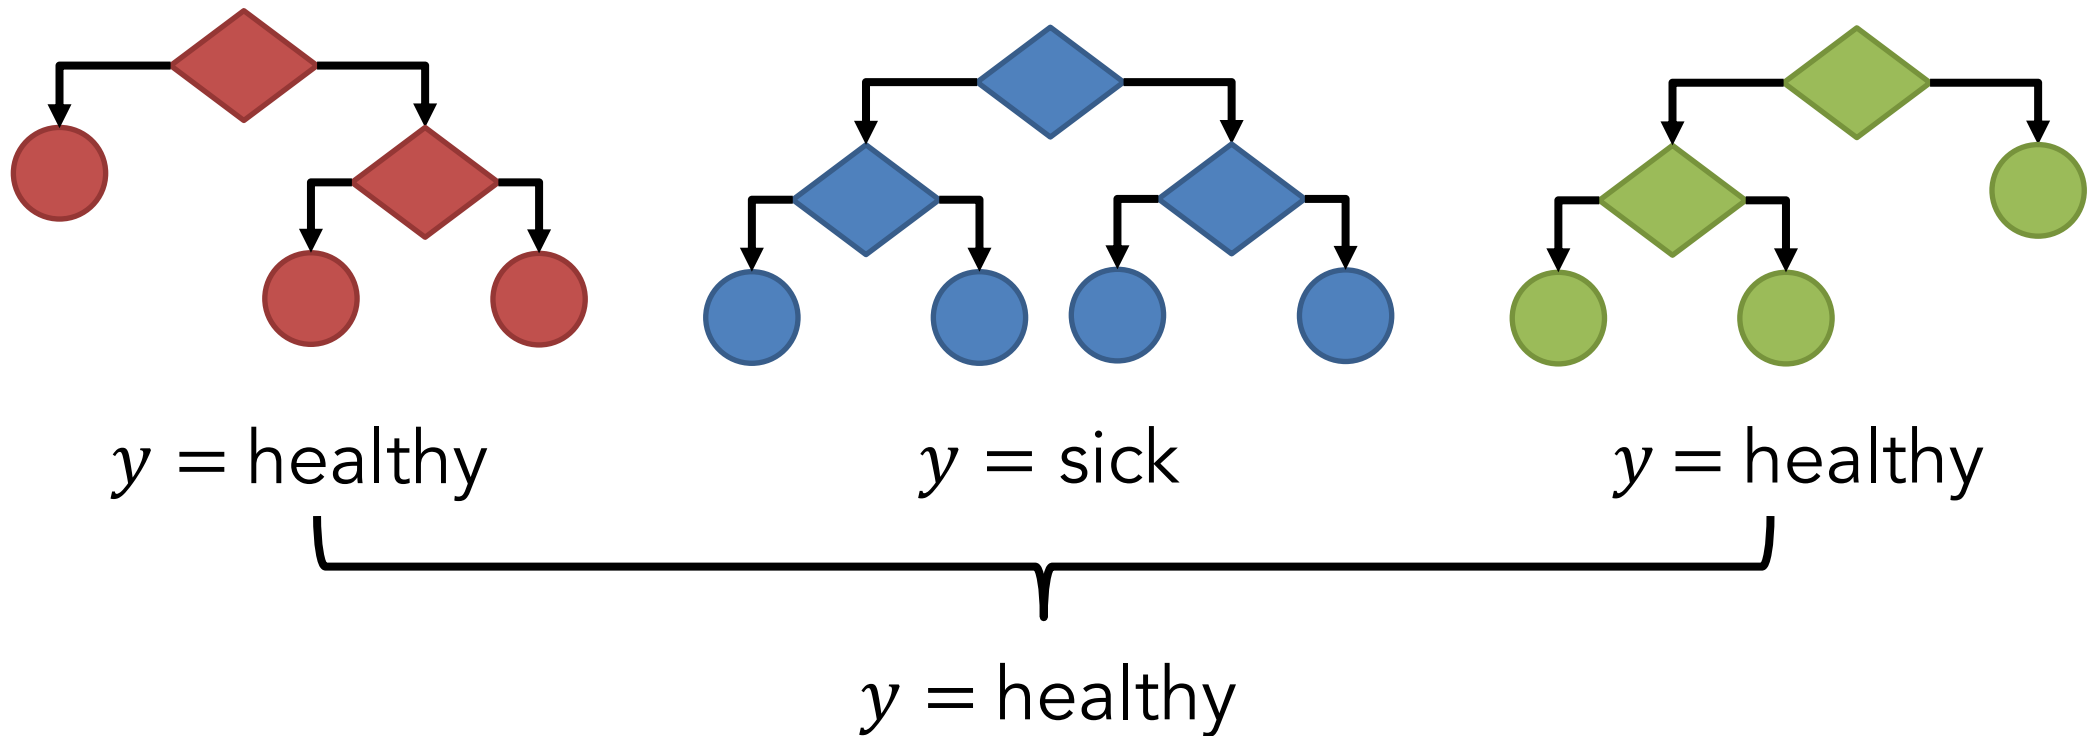 y = healthy
y = sick
y = healthy
y = healthy